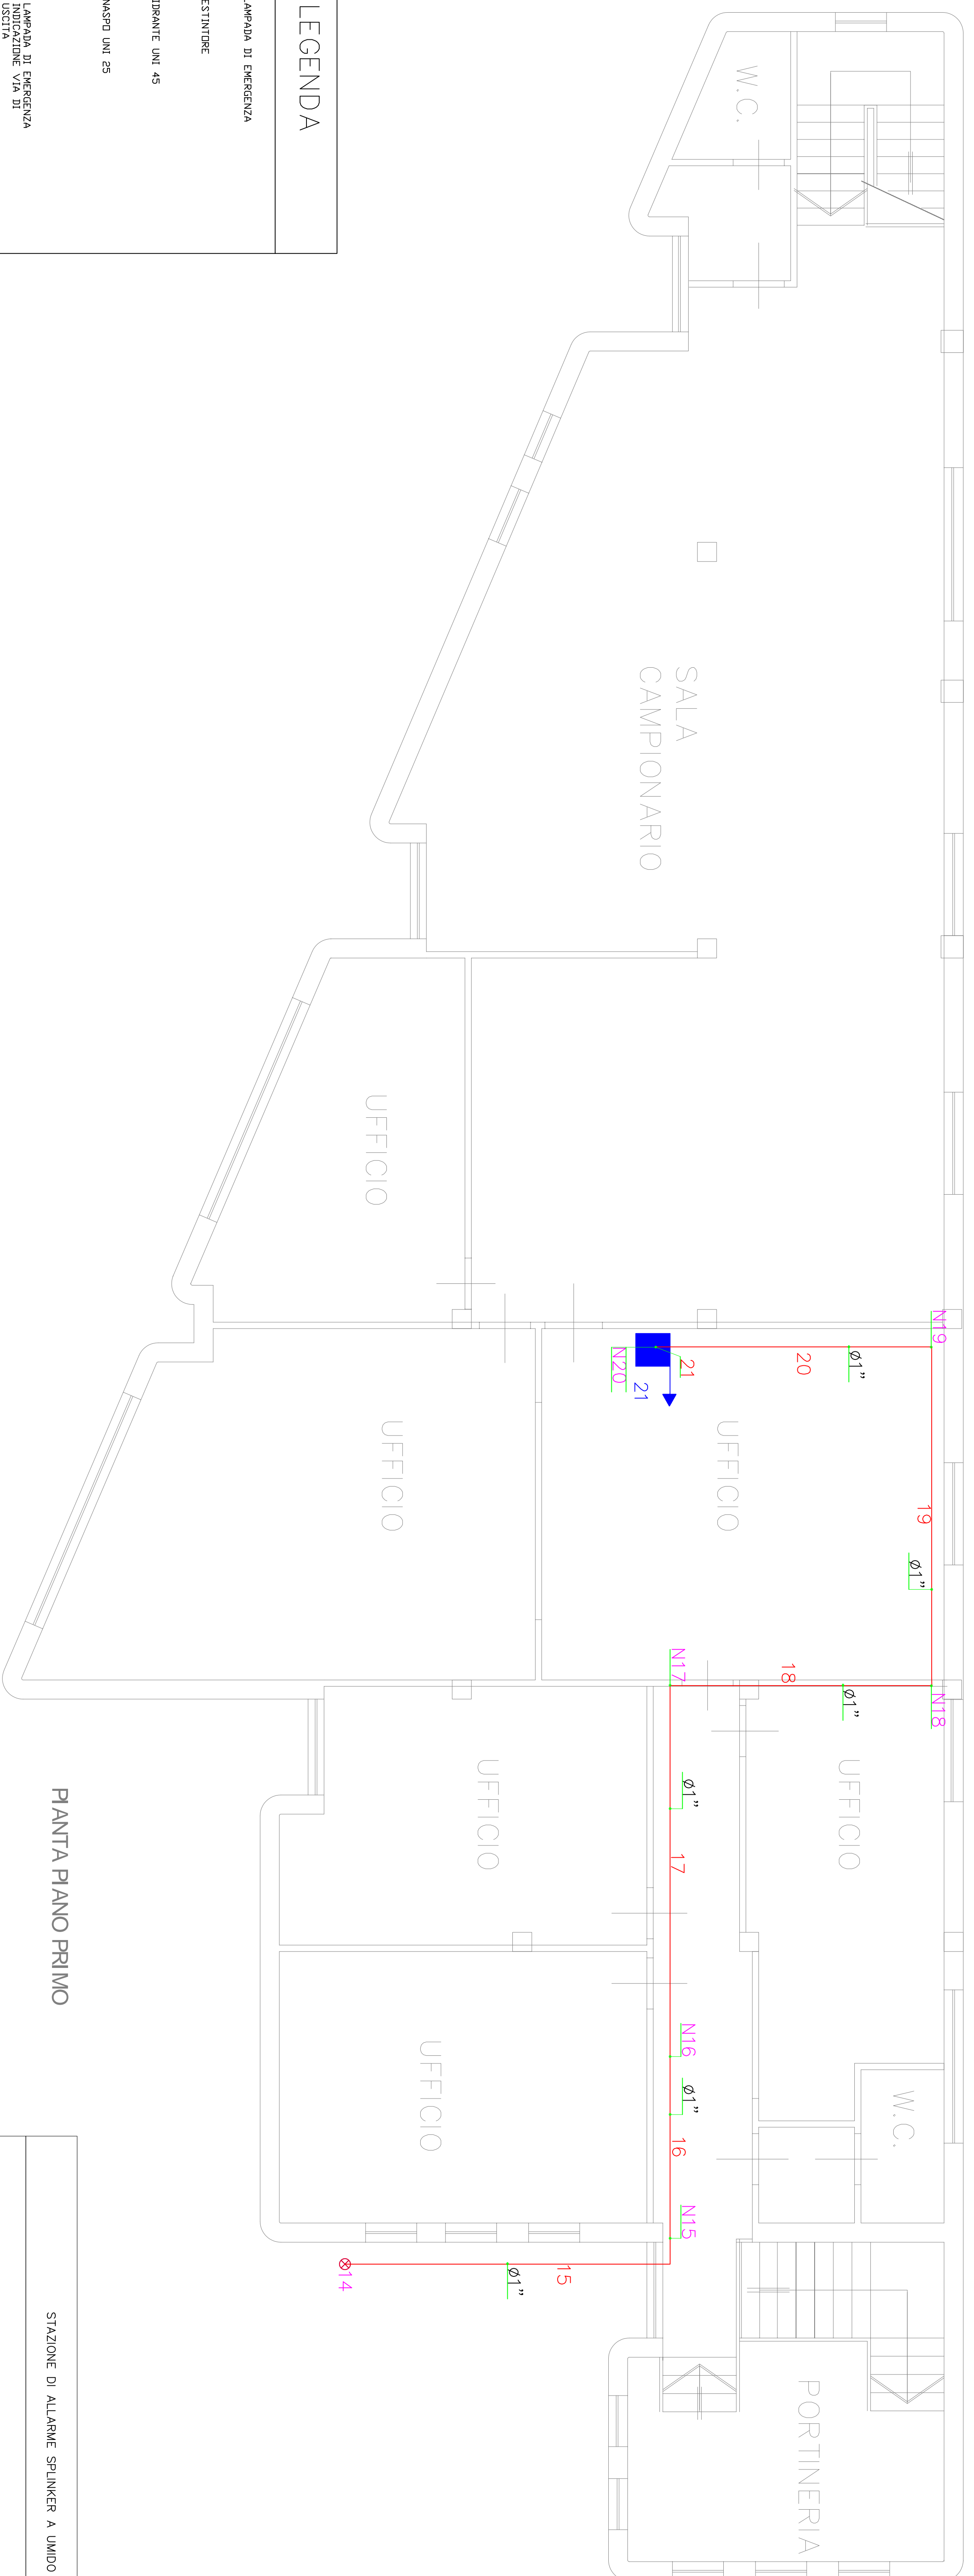 LEGENDA
LAMPADA DI EMERGENZA
ESTINTORE
IDRANTE UNI 45
NASPO UNI 25
LAMPADA DI EMERGENZA
INDICAZIONE VIA DI
USCITA
W.C.
SALA
CAMPIONARIO
UFFICIO
N19
Ø1"
20
21
N20
21
UFFICIO
UFFICIO
19
Ø1"
N18
Ø1"
18
N17
UFFICIO
UFFICIO
Ø1"
17
N16
Ø1"
16
N15
UFFICIO
W.C.
15
Ø1"
14
PORTINERIA
PIANTA PIANO PRIMO
STAZIONE DI ALLARME SPLINKER A UMIDO